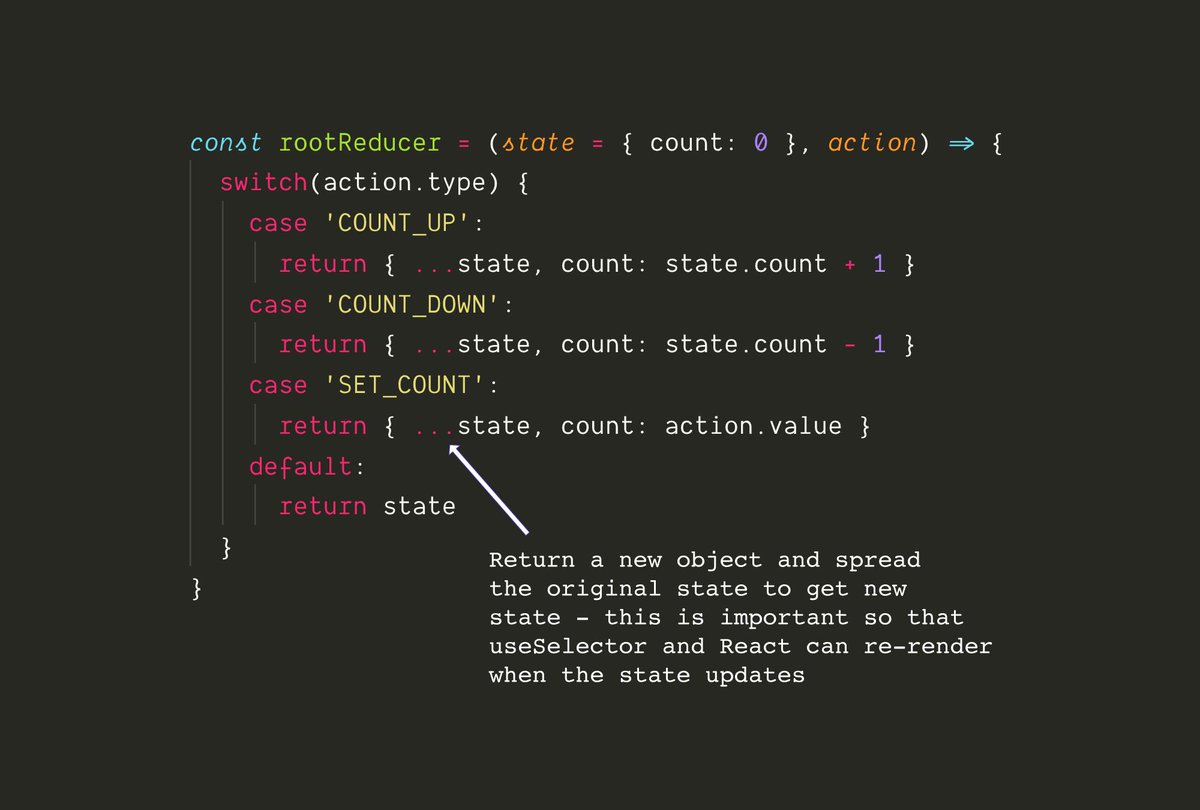 const rootReducer = (state = { count: 0 }, action) => {
switch(action.type) {
case 'COUNT_UP':
return { ...state, count: state.count + 1 }
case 'COUNT_DOWN':
return { ...state, count: state.count - 1 }
case 'SET_COUNT':
return { ...state, count: action.value }
default:
return state
}
}
Return a new object and spread
the original state to get new
state - this is important so that
useSelector and React can re-render
when the state updates